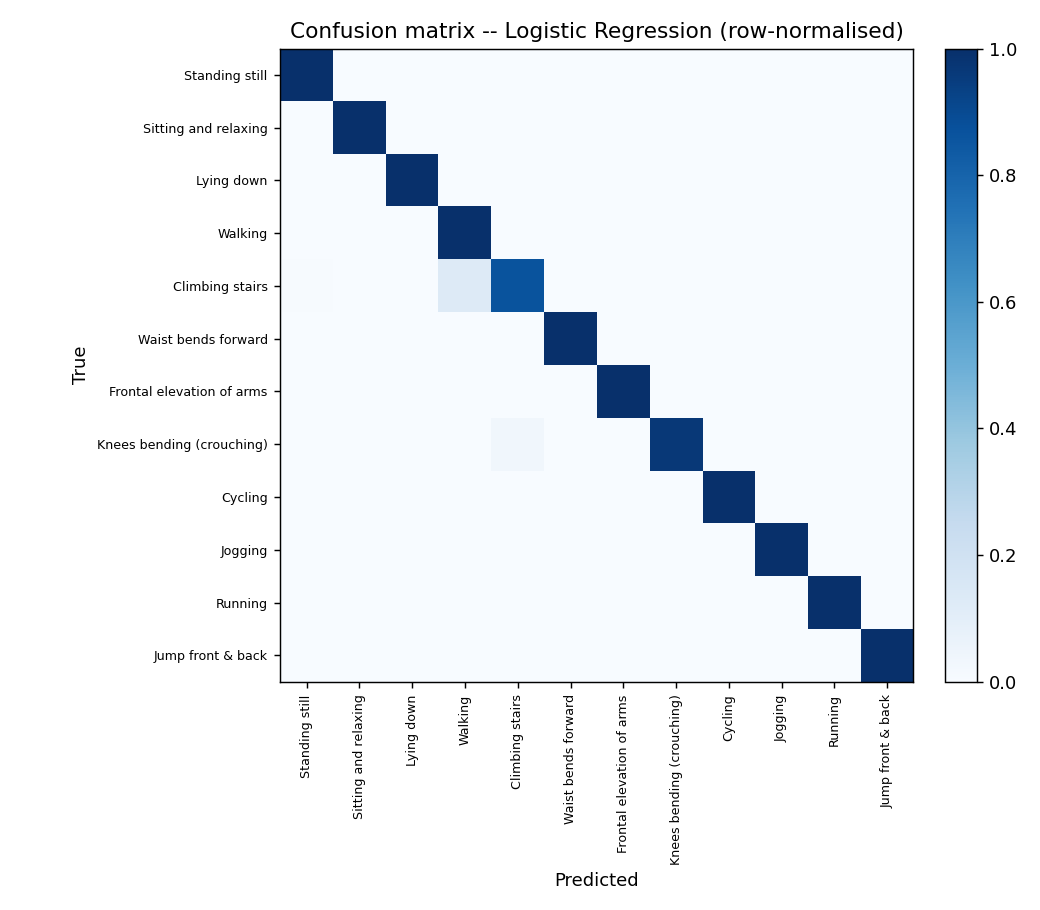 Confusion matrix -- Logistic Regression (row-normalised)
Standing still
Sitting and relaxing
Lying down
Walking
Climbing stairs
Waist bends forward
Frontal elevation of arms
Knees bending (crouching)
Cycling
Jogging
Running
Jump front & back
True
Standing still
Sitting and relaxing
Lying down
Walking
Climbing stairs
Waist bends forward
Frontal elevation of arms
Knees bending (crouching)
Cycling
Jogging
Running
Jump front & back
Predicted
1.0
0.8
0.6
0.4
0.2
0.0